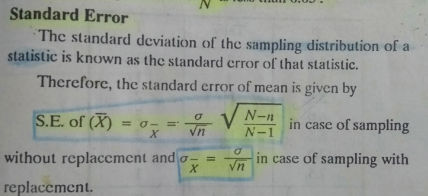 N
Standard Error
The standard deviation of the sampling distribution of a
statistic is known as the standard error of that statistic.
Therefore, the standard error of mean is given by
S.E. of (X̅) = σX̅ = σ/√n √(N−n/N−1) in case of sampling
without replacement and σX̅ = σ/√n in case of sampling with
replacement.